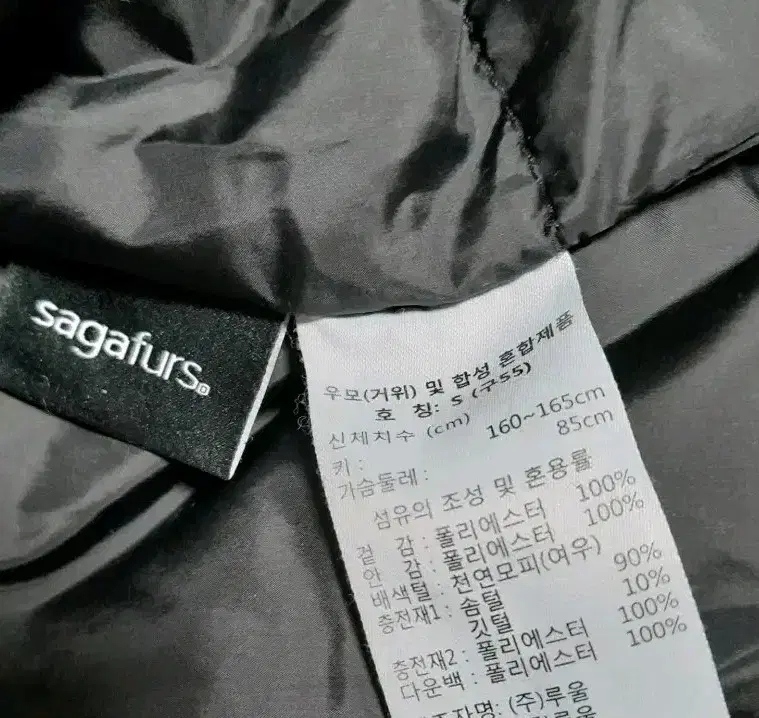 sagafurs®
우모(거위) 및 합성 혼합제품
호 칭: S (구55)
신체치수 (cm)
키 : 160~165cm
가슴둘레 : 85cm
섬유의 조성 및 혼용률
겉 감 : 폴리에스터 100%
안 감 : 폴리에스터 100%
배색털 : 천연모피(여우)
충전재1 : 솜털 90%
깃털 10%
충전재2 : 폴리에스터 100%
다운백 : 폴리에스터 100%
자명: (주)루울
루울